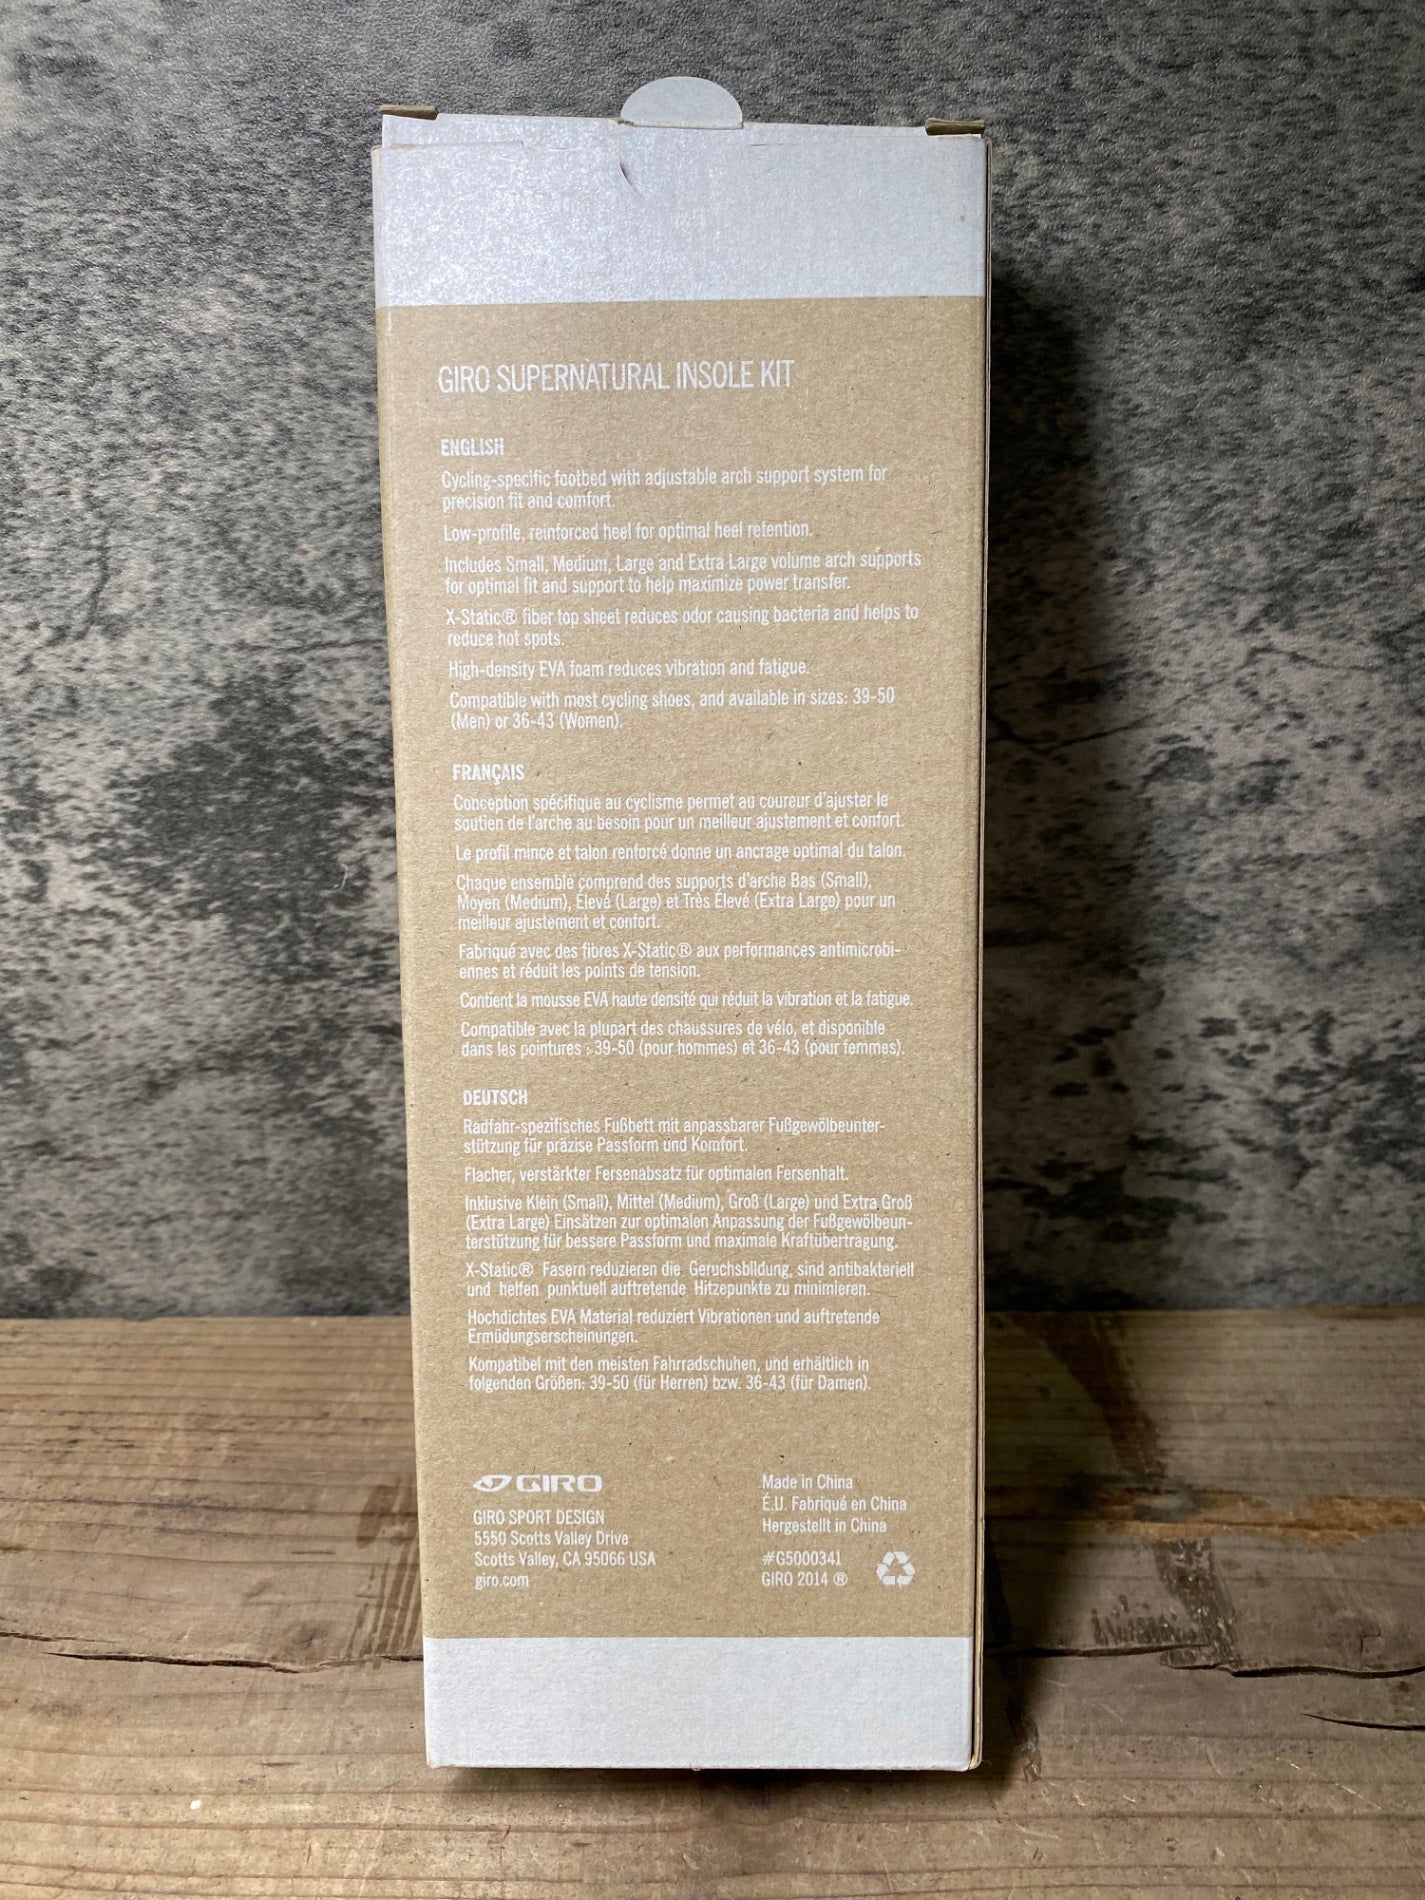 GIRO SUPERNATURAL INSOLE KIT
ENGLISH
Cycling-specific footbed with adjustable arch support system for
precision fit and comfort.
Low-profile, reinforced heel for optimal heel retention.
Includes Small, Medium, Large and Extra Large volume arch supports
for optimal fit and support to help maximize power transfer.
X-Static® fiber top sheet reduces odor causing bacteria and helps to
reduce hot spots.
High-density EVA foam reduces vibration and fatigue.
Compatible with most cycling shoes, and available in sizes: 39-50
(Men) or 36-43 (Women).
FRANÇAIS
Conception spécifique au cyclisme permet au coureur d'ajuster le
soutien de l'arche au besoin pour un meilleur ajustement et confort.
Le profil mince et talon renforcé donne un ancrage optimal du talon.
Chaque ensemble comprend des supports d'arche Bas (Small),
Moyen (Medium), Élevé (Large) et Très Élevé (Extra Large) pour un
meilleur ajustement et confort.
Fabriqué avec des fibres X-Static® aux performances antimicrobi-
ennes et réduit les points de tension.
Contient la mousse EVA haute densité qui réduit la vibration et la fatigue.
Compatible avec la plupart des chaussures de vélo, et disponible
dans les pointures : 39-50 (pour hommes) et 36-43 (pour femmes).
DEUTSCH
Radfahr-spezifisches Fußbett mit anpassbarer Fußgewölbeunter-
stützung für präzise Passform und Komfort.
Flacher, verstärkter Fersenabsatz für optimalen Fersenhalt.
Inklusive Klein (Small), Mittel (Medium), Groß (Large) und Extra Groß
(Extra Large) Einsätzen zur optimalen Anpassung der Fußgewölbeun-
terstützung für bessere Passform und maximale Kraftübertragung.
X-Static® Fasern reduzieren die Geruchsbildung, sind antibakteriell
und helfen punktuell auftretende Hitzepunkte zu minimieren.
Hochdichtes EVA Material reduziert Vibrationen und auftretende
Ermüdungserscheinungen.
Kompatibel mit den meisten Fahrradschuhen, und erhältlich in
folgenden Größen: 39-50 (für Herren) bzw. 36-43 (für Damen).
GIRO
GIRO SPORT DESIGN
5550 Scotts Valley Drive
Scotts Valley, CA 95066 USA
giro.com
Made in China
É.U. Fabriqué en China
Hergestellt in China
#G5000341
GIRO 2014 ®